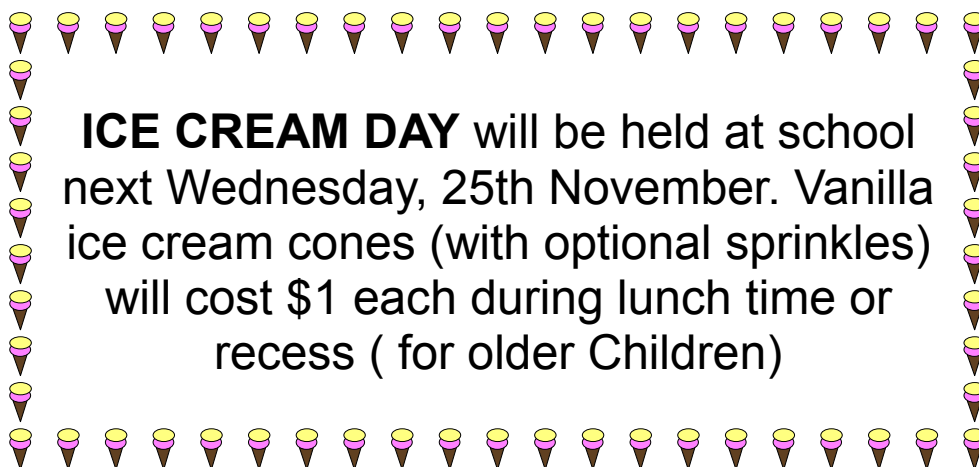 ICE CREAM DAY will be held at school
next Wednesday, 25th November. Vanilla
ice cream cones (with optional sprinkles)
will cost $1 each during lunch time or
recess ( for older Children)